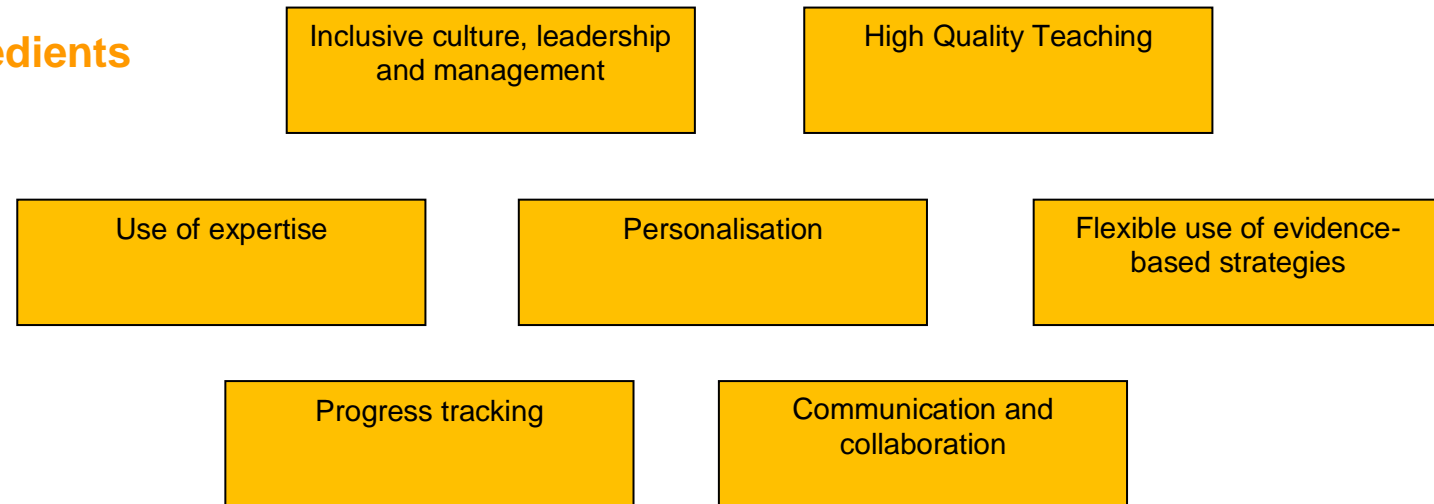 edients
Inclusive culture, leadership
and management
High Quality Teaching
Use of expertise
Personalisation
Flexible use of evidence-
based strategies
Progress tracking
Communication and
collaboration